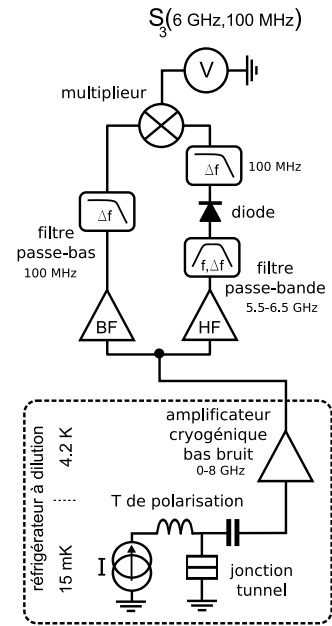 S3(6 GHz,100 MHz)
V
multiplieur
Δf
100 MHz
Δf
diode
filtre
passe-bas
100 MHz
f,Δf
filtre
passe-bande
5.5-6.5 GHz
BF
HF
amplificateur
cryogénique
bas bruit
0-8 GHz
réfrigérateur à dilution
4.2 K
15 mK
T de polarisation
I
jonction
tunnel